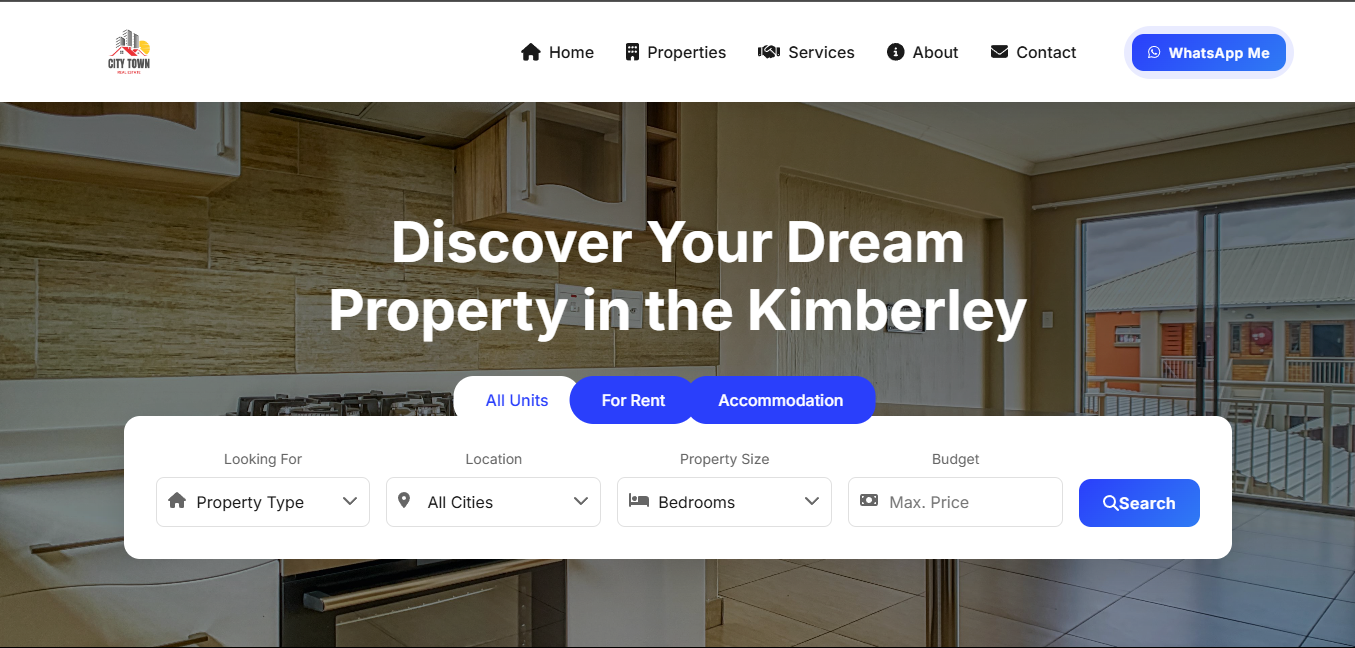 CITY TOWN
REAL ESTATE
Home
Properties
Services
About
Contact
WhatsApp Me
Discover Your Dream
Property in the Kimberley
All Units
For Rent
Accommodation
Looking For
Location
Property Size
Budget
Property Type
All Cities
Bedrooms
Max. Price
Search